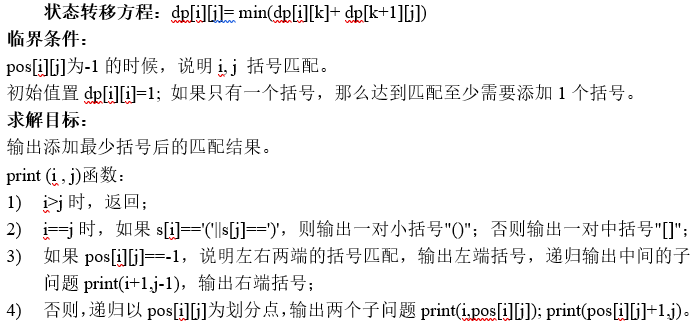 状态转移方程：dp[i][j]= min(dp[i][k]+ dp[k+1][j])
临界条件：
pos[i][j]为-1 的时候，说明 i, j 括号匹配。
初始值置 dp[i][i]=1; 如果只有一个括号，那么达到匹配至少需要添加 1 个括号。
求解目标：
输出添加最少括号后的匹配结果。
print (i , j)函数：
1) i>j 时，返回；
2) i==j 时，如果 s[i]=='('||s[j]==')'，则输出一对小括号"()"；否则输出一对中括号"[]"；
3) 如果 pos[i][j]==-1，说明左右两端的括号匹配，输出左端括号，递归输出中间的子
问题 print(i+1,j-1)，输出右端括号；
4) 否则，递归以 pos[i][j]为划分点，输出两个子问题 print(i,pos[i][j]); print(pos[i][j]+1,j)。